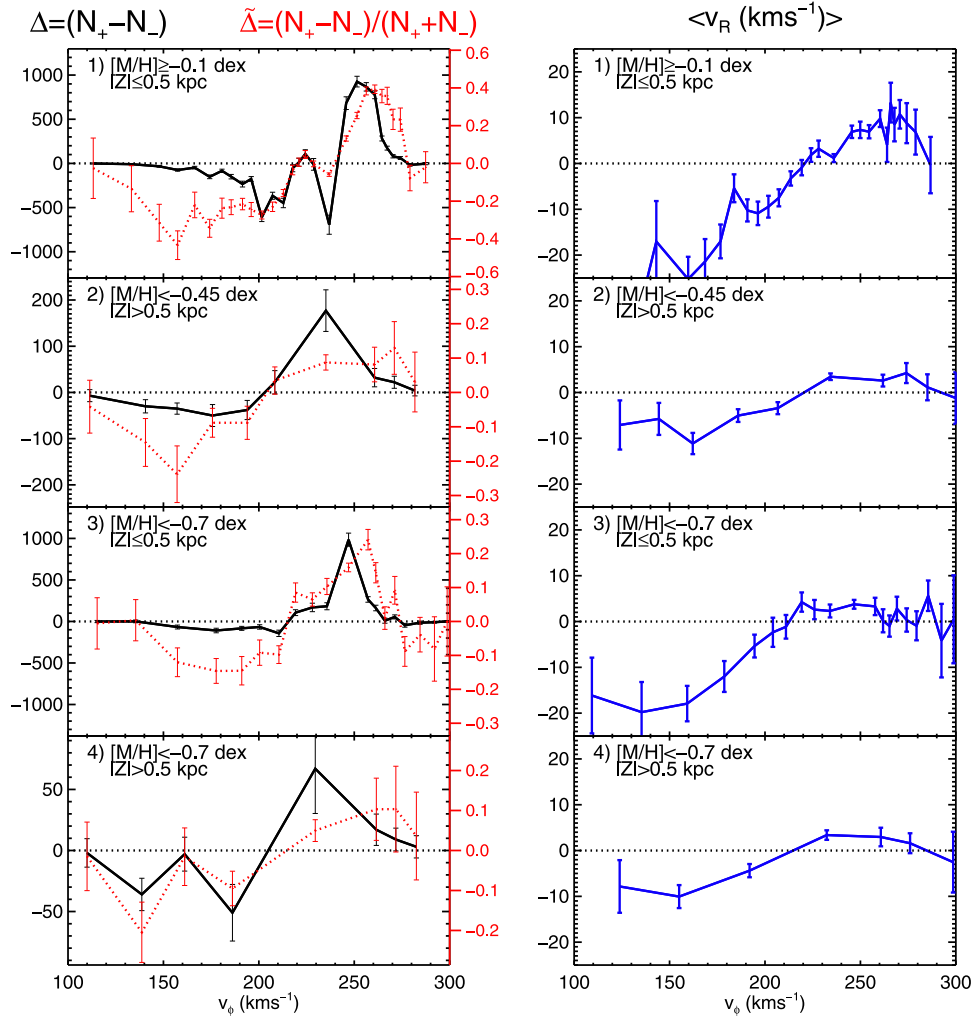 Δ=(N₊−N₋)
Δ̃=(N₊−N₋)/(N₊+N₋)
<v_R (kms⁻¹)>
1) [M/H]≥−0.1 dex
|Z|≤0.5 kpc
1000
500
0
−500
−1000
0.6
0.4
0.2
0.0
−0.2
−0.4
−0.6
2) [M/H]<−0.45 dex
|Z|>0.5 kpc
200
100
0
−100
−200
0.3
0.2
0.1
0.0
−0.1
−0.2
−0.3
3) [M/H]<−0.7 dex
|Z|≤0.5 kpc
1000
500
0
−500
−1000
0.3
0.2
0.1
0.0
−0.1
−0.2
−0.3
4) [M/H]<−0.7 dex
|Z|>0.5 kpc
50
0
−50
0.2
0.1
0.0
−0.1
−0.2
100 150 200 250 300
v_ϕ (kms⁻¹)
1) [M/H]≥−0.1 dex
|Z|≤0.5 kpc
20
10
0
−10
−20
2) [M/H]<−0.45 dex
|Z|>0.5 kpc
20
10
0
−10
−20
3) [M/H]<−0.7 dex
|Z|≤0.5 kpc
20
10
0
−10
−20
4) [M/H]<−0.7 dex
|Z|>0.5 kpc
20
10
0
−10
−20
100 150 200 250 300
v_ϕ (kms⁻¹)